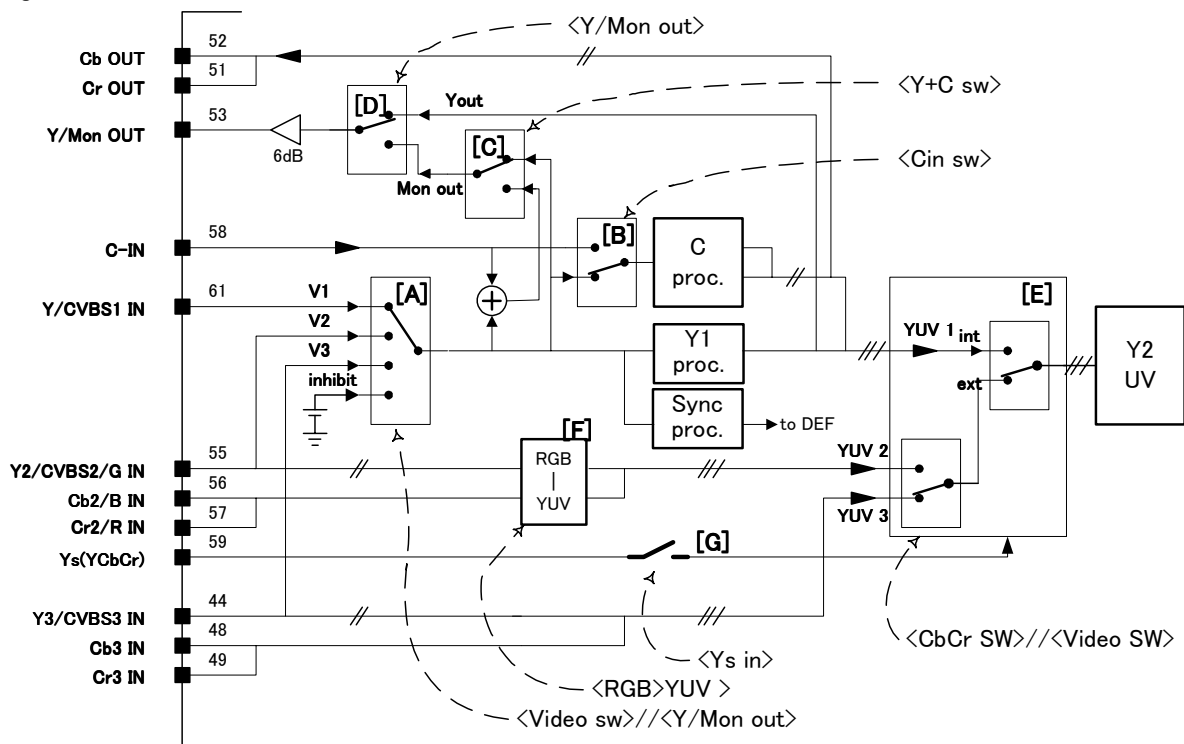 52
<Y/Mon out>
Cb OUT
51
Cr OUT
[D]
Yout
<Y+C sw>
53
Y/Mon OUT
6dB
[C]
Mon out
<Cin sw>
58
C-IN
[B]
C
proc.
61
Y/CVBS1 IN
V1
[A]
[E]
V2
V3
inhibit
Y1
proc.
YUV 1
int
ext
Y2
UV
Sync
proc.
to DEF
[F]
55
Y2/CVBS2/G IN
RGB
YUV
YUV 2
56
Cb2/B IN
YUV 3
57
Cr2/R IN
59
Ys(YCbCr)
[G]
44
Y3/CVBS3 IN
48
Cb3 IN
49
Cr3 IN
<CbCr SW>//<Video SW>
<Ys in>
<RGB>YUV >
<Video sw>//<Y/Mon out>